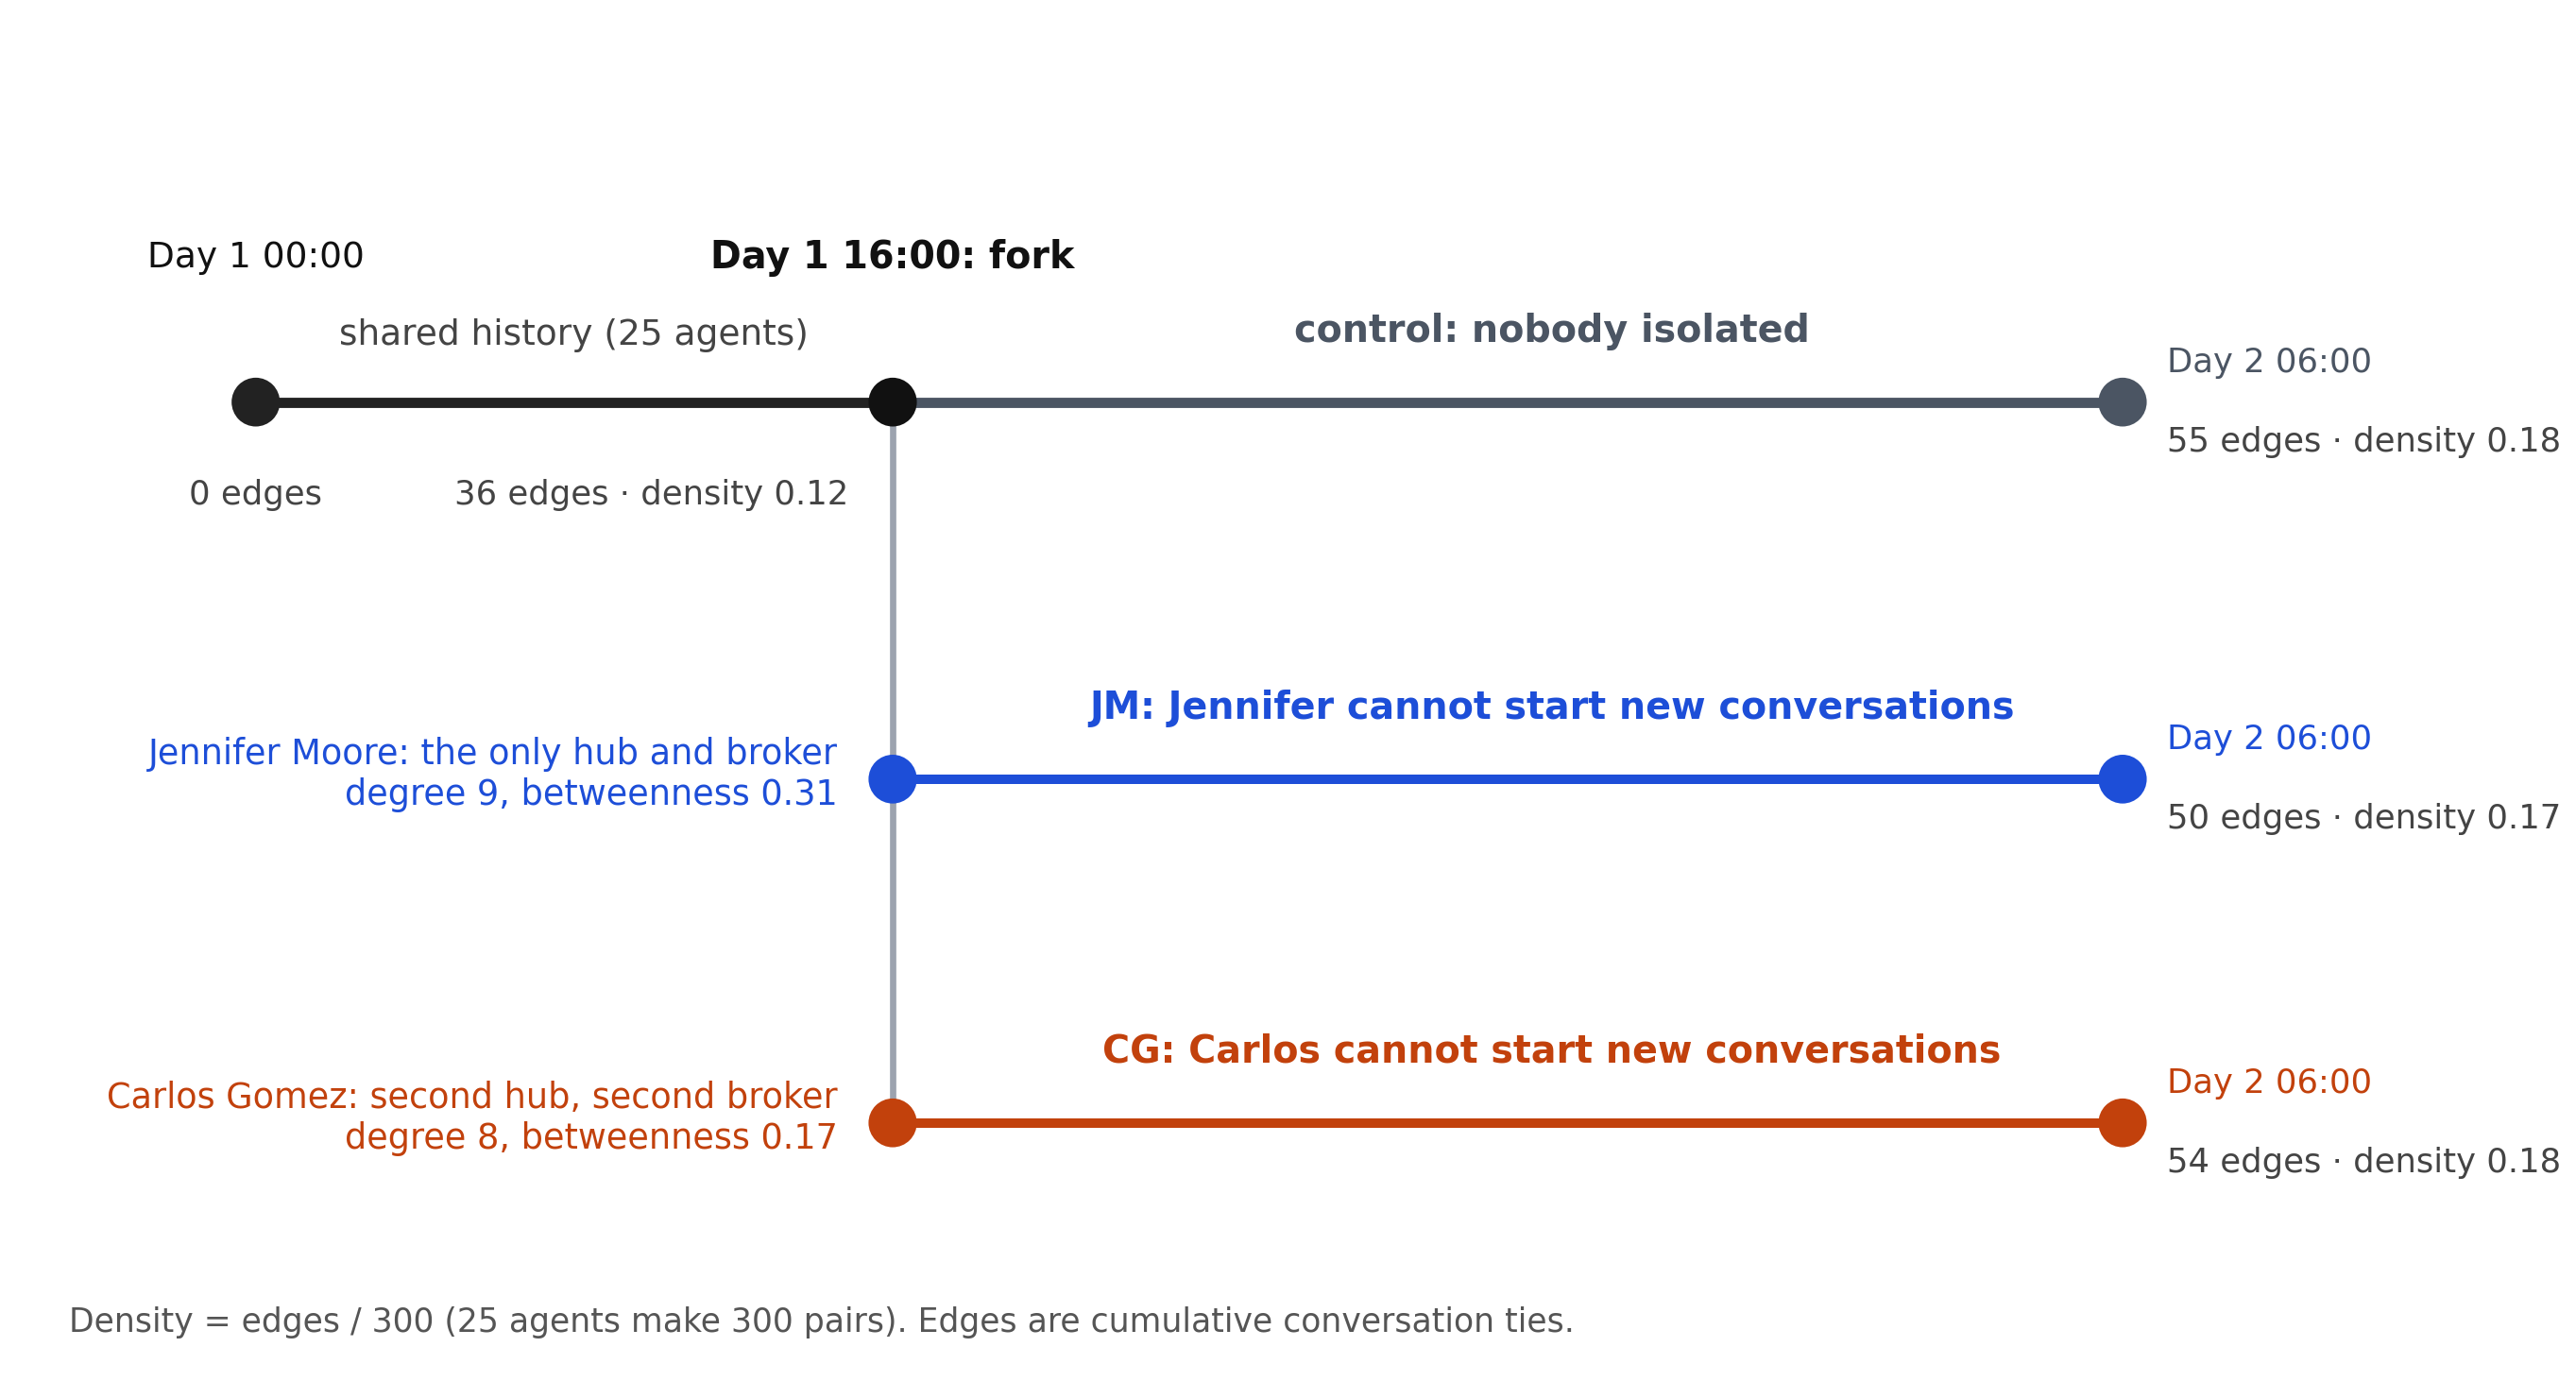 Day 1 00:00
Day 1 16:00: fork
shared history (25 agents)
control: nobody isolated
Day 2 06:00
55 edges · density 0.18
0 edges
36 edges · density 0.12
JM: Jennifer cannot start new conversations
Jennifer Moore: the only hub and broker
degree 9, betweenness 0.31
Day 2 06:00
50 edges · density 0.17
CG: Carlos cannot start new conversations
Carlos Gomez: second hub, second broker
degree 8, betweenness 0.17
Day 2 06:00
54 edges · density 0.18
Density = edges / 300 (25 agents make 300 pairs). Edges are cumulative conversation ties.